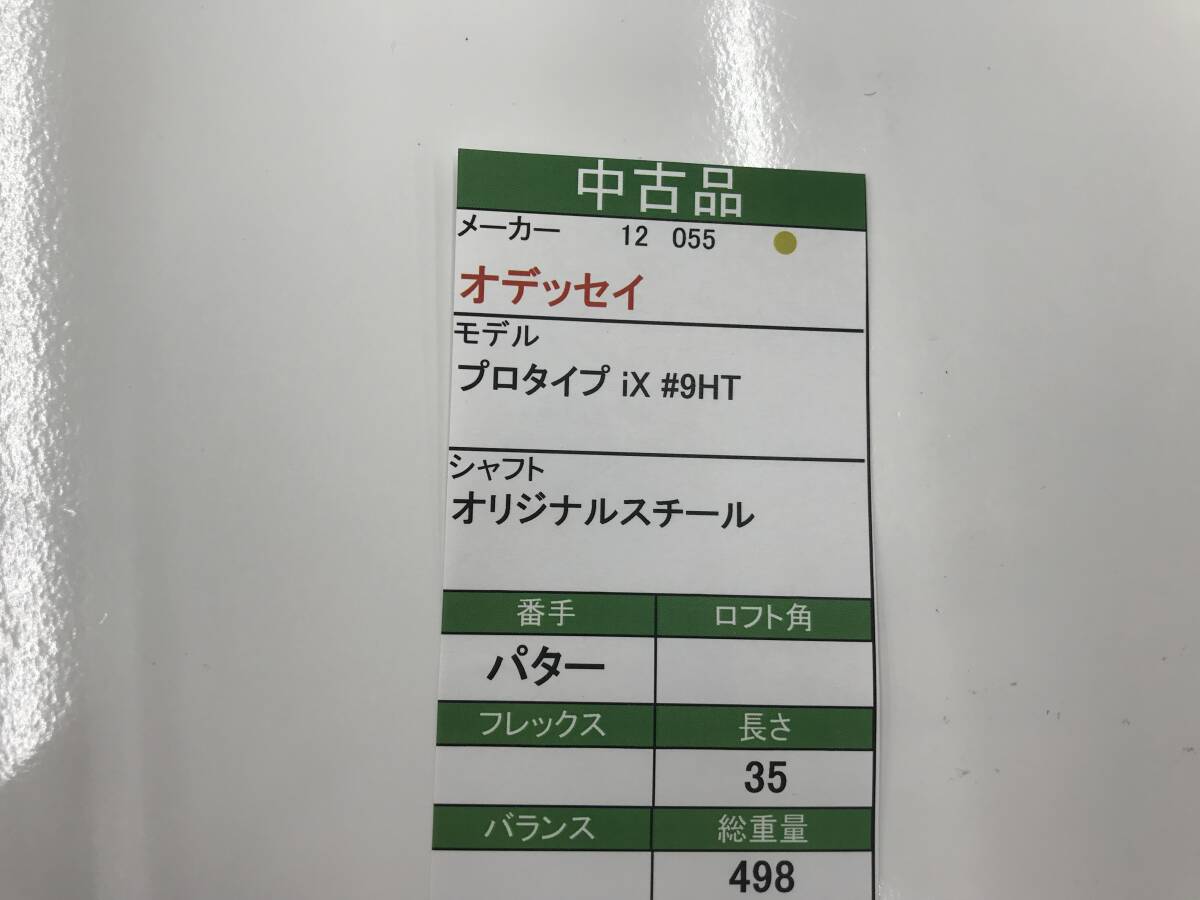 中古品
メーカー 12 055
オデッセイ
モデル
プロタイプ iX #9HT
シャフト
オリジナルスチール
番手 ロフト角
パター
フレックス 長さ
35
バランス 総重量
498